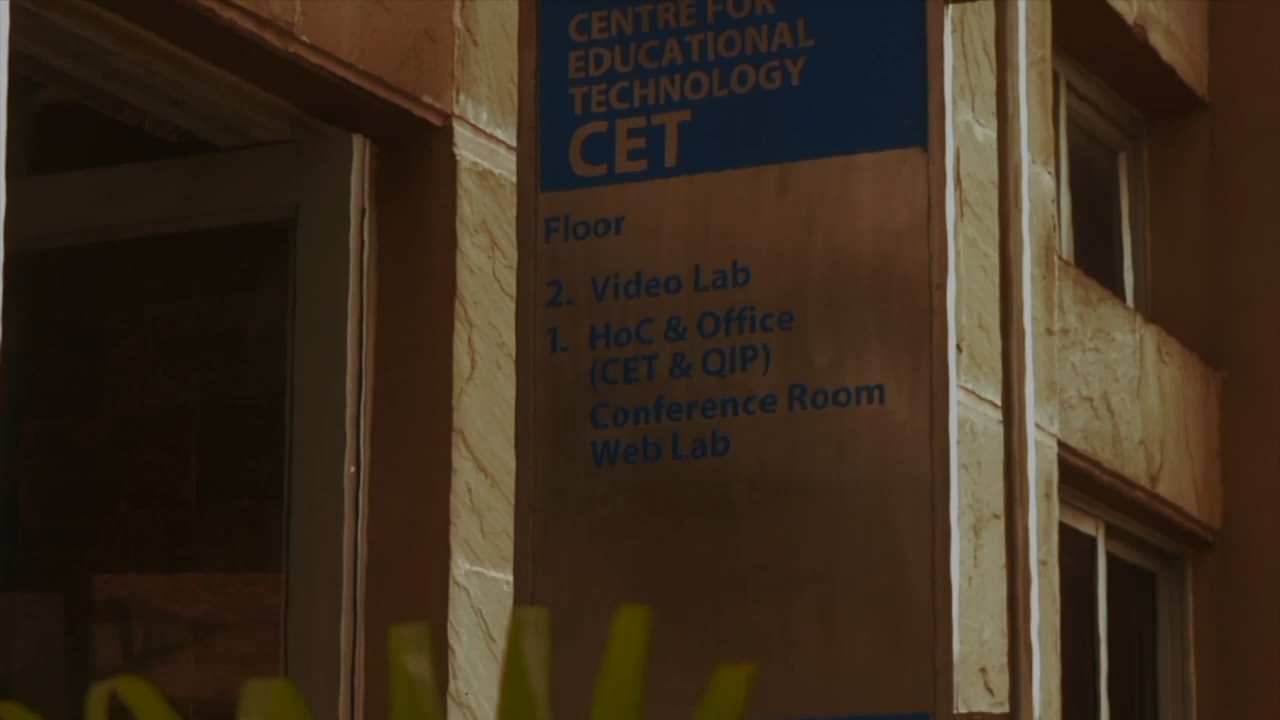 CENTRE FOR
EDUCATIONAL
TECHNOLOGY
CET
Floor
2. Video Lab
1. HoC & Office
(CET & QIP)
Conference Room
Web Lab